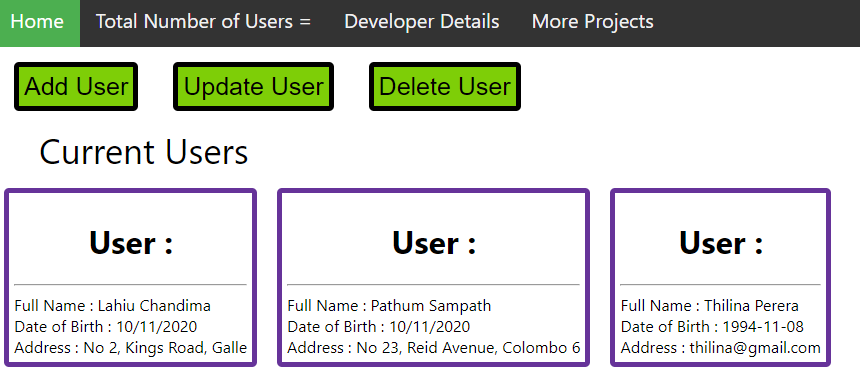 Home Total Number of Users = Developer Details More Projects
Add User Update User Delete User
Current Users
User :
Full Name : Lahiu Chandima
Date of Birth : 10/11/2020
Address : No 2, Kings Road, Galle
User :
Full Name : Pathum Sampath
Date of Birth : 10/11/2020
Address : No 23, Reid Avenue, Colombo 6
User :
Full Name : Thilina Perera
Date of Birth : 1994-11-08
Address : thilina@gmail.com